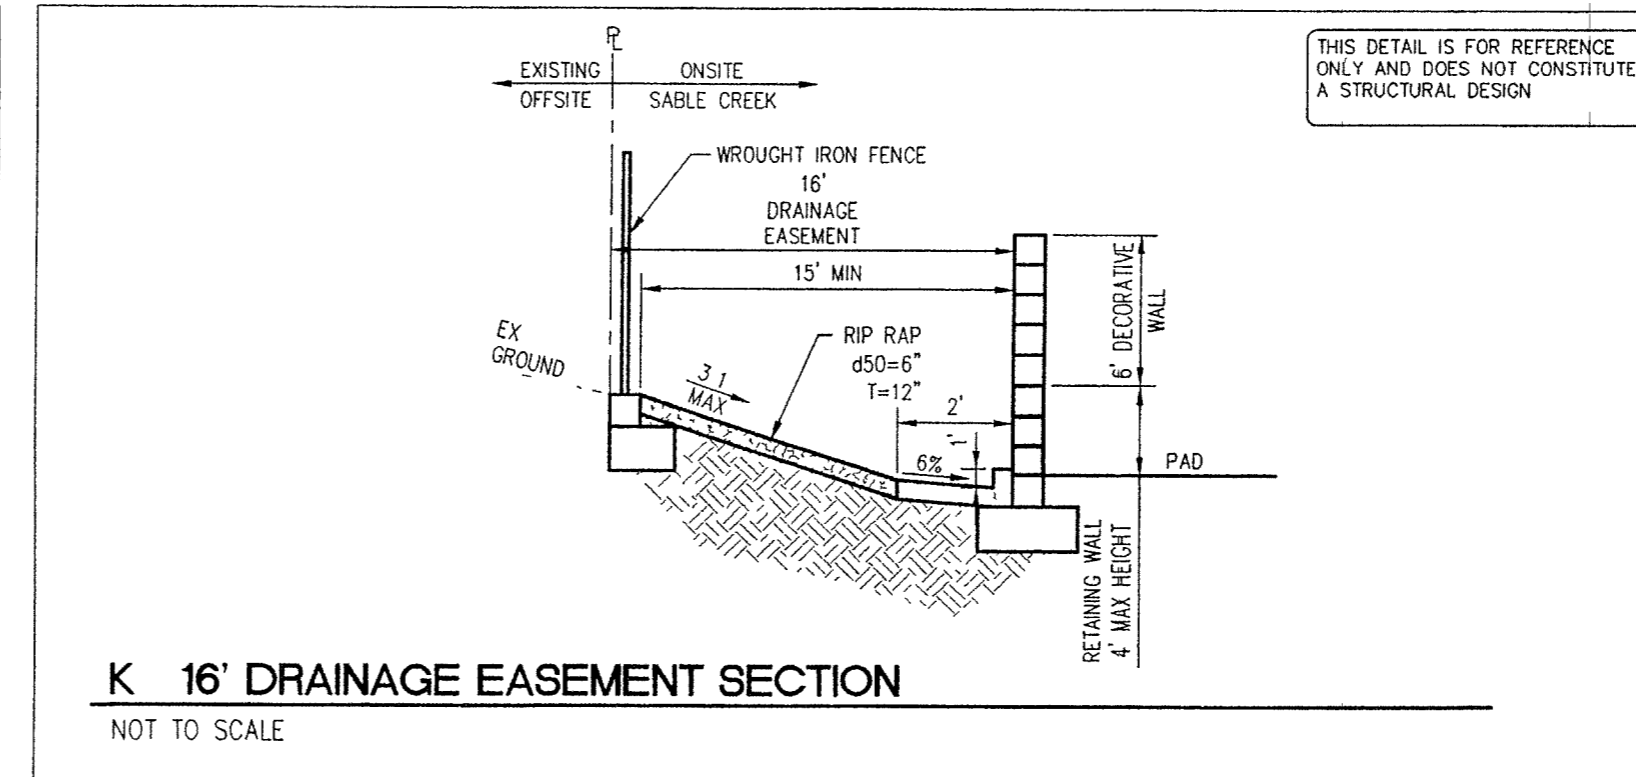 PL
EXISTING
ONSITE
OFFSITE
SABLE CREEK
THIS DETAIL IS FOR REFERENCE
ONLY AND DOES NOT CONSTITUTE
A STRUCTURAL DESIGN
WROUGHT IRON FENCE
16'
DRAINAGE
EASEMENT
15' MIN
6' DECORATIVE
WALL
EX
GROUND
RIP RAP
d50=6"
T=12"
3 1
MAX
2'
1'
6%
PAD
RETAINING WALL
4' MAX HEIGHT
K 16' DRAINAGE EASEMENT SECTION
NOT TO SCALE